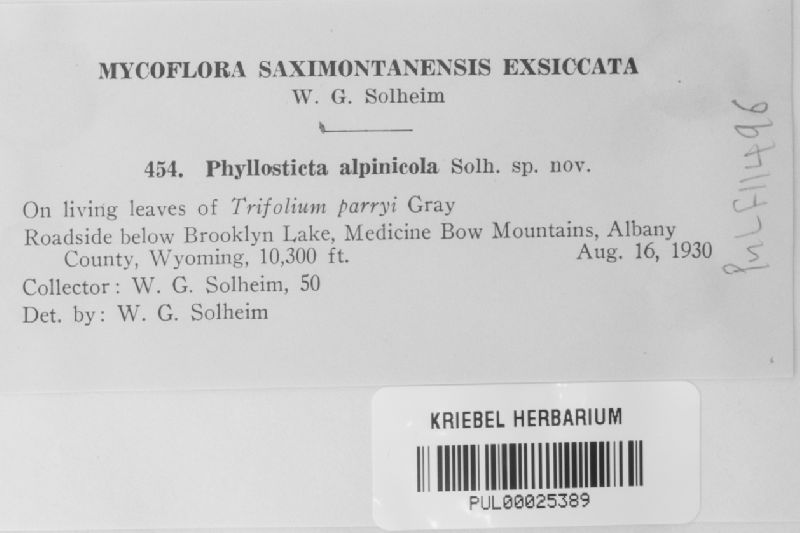 MYCOFLORA SAXIMONTANENSIS EXSICCATA
W. G. Solheim
454. Phyllosticta alpinicola Solh. sp. nov.
On living leaves of Trifolium parryi Gray
Roadside below Brooklyn Lake, Medicine Bow Mountains, Albany
County, Wyoming, 10,300 ft. Aug. 16, 1930
Collector: W. G. Solheim, 50
Det. by: W. G. Solheim
PULF11496
KRIEBEL HERBARIUM
PUL00025389